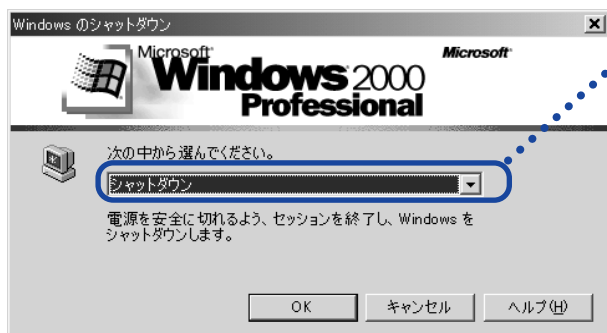 Windows のシャットダウン
Microsoft
Microsoft
Windows 2000
Professional
次の中から選んでください。
シャットダウン
電源を安全に切れるよう、セッションを終了し、Windows を
シャットダウンします。
OK
キャンセル
ヘルプ(H)